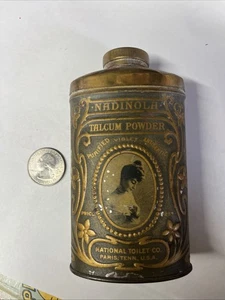 NADINOLA
TALCUM POWDER
NATIONAL TOILET CO.
PARIS, TENN. U.S.A.